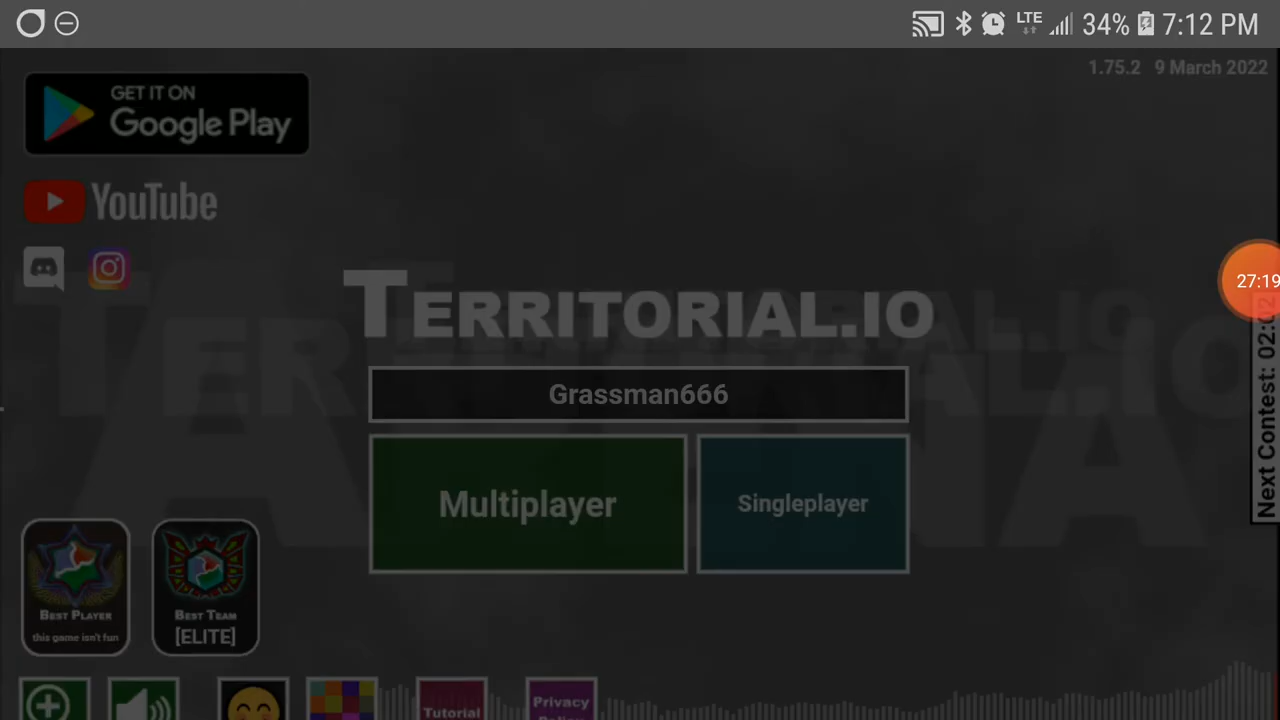 LTE 34% 7:12 PM
1.75.2 9 March 2022
GET IT ON
Google Play
YouTube
27:19
TERRITORIAL.IO
Grassman666
Multiplayer
Singleplayer
BEST PLAYER
this game isn't fun
BEST TEAM
[ELITE]
Tutorial
Privacy
Next Contest: